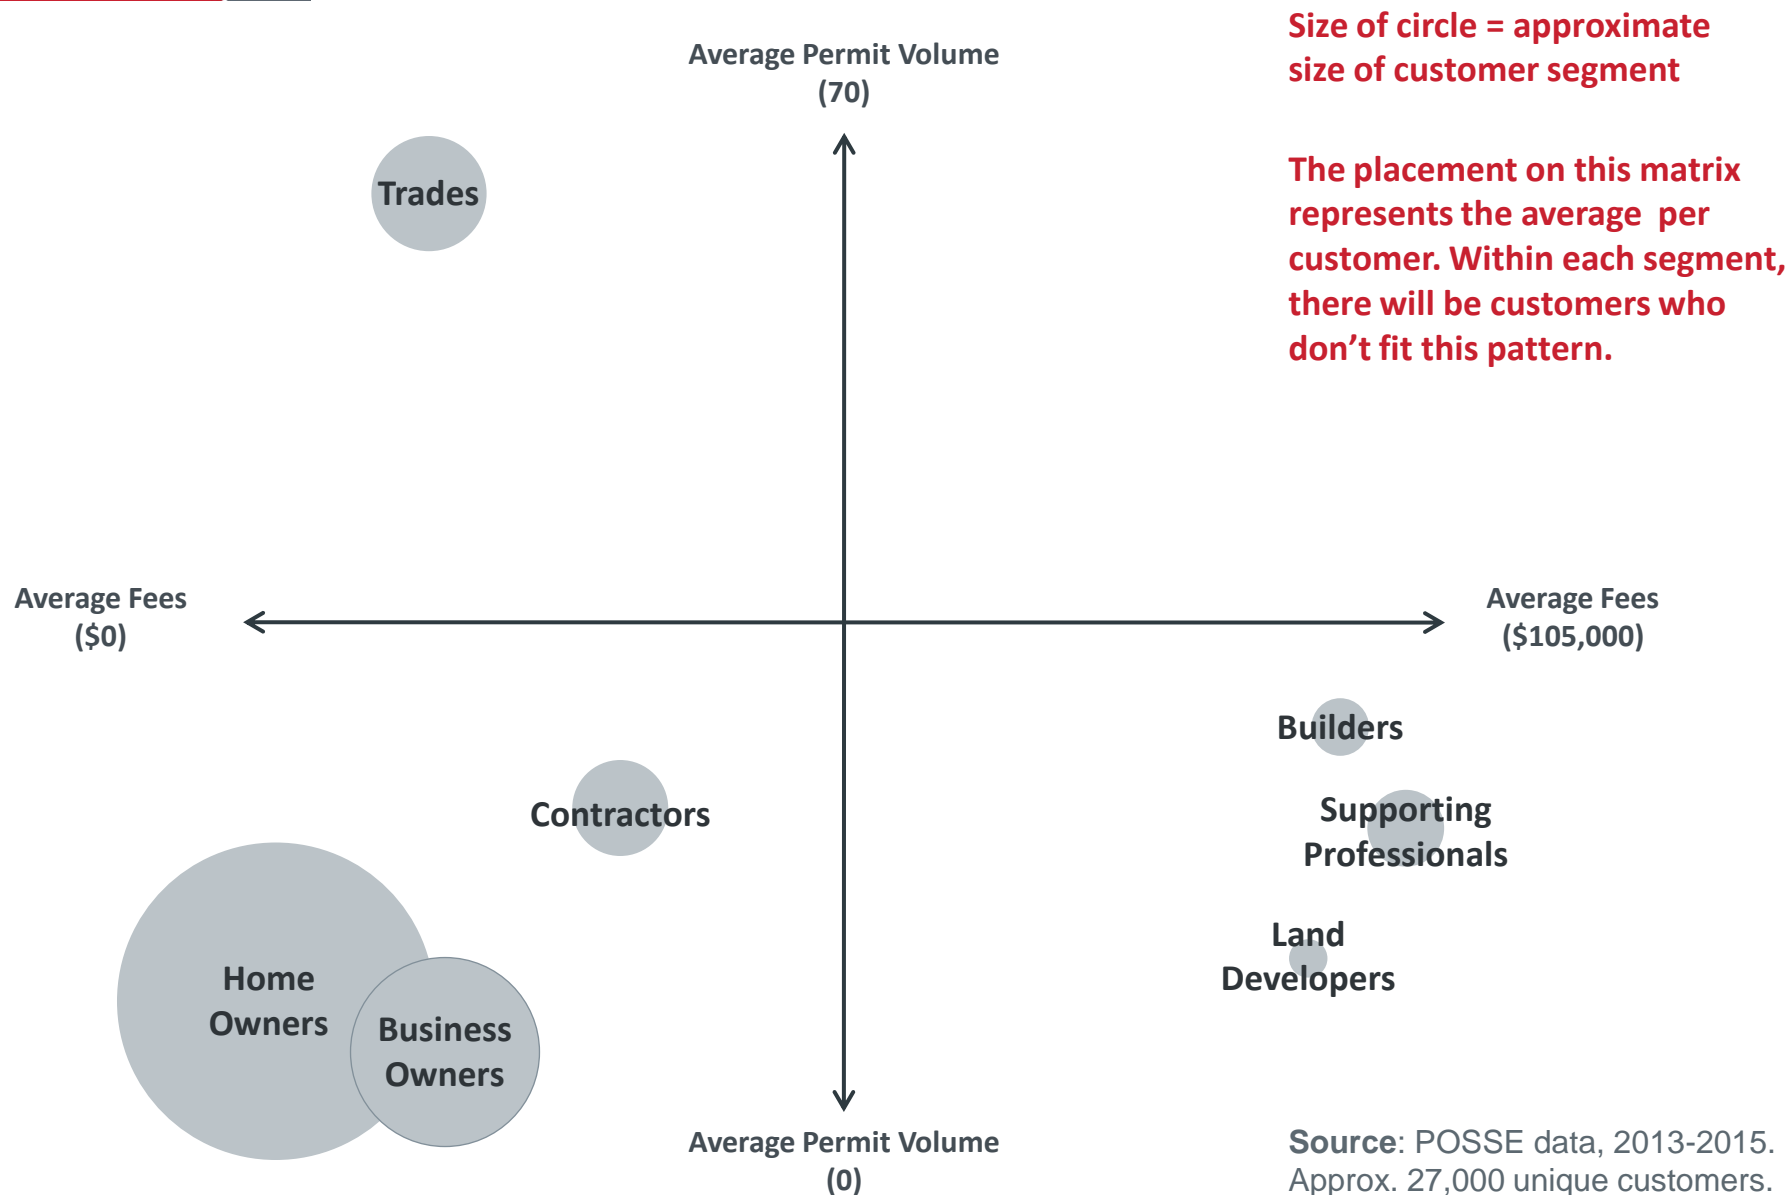 Size of circle = approximate
size of customer segment
Average Permit Volume
(70)
The placement on this matrix
represents the average per
customer. Within each segment,
there will be customers who
don’t fit this pattern.
Trades
Average Fees
($0)
Average Fees
($105,000)
Builders
Contractors
Supporting
Professionals
Land
Developers
Home
Owners
Business
Owners
Average Permit Volume
(0)
Source: POSSE data, 2013-2015.
Approx. 27,000 unique customers.